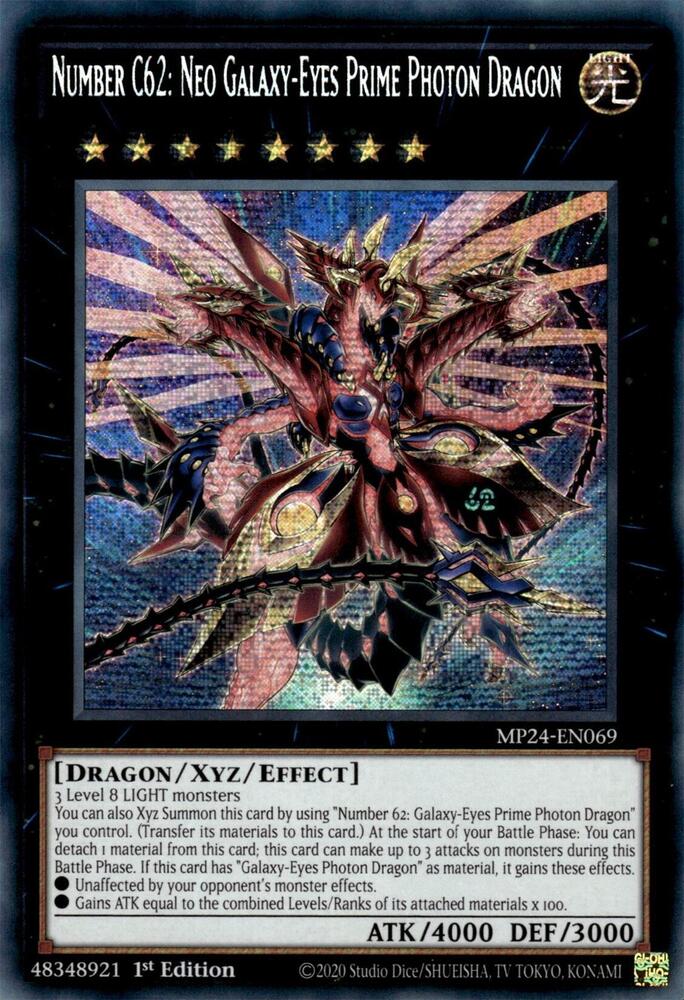 NUMBER C62: NEO GALAXY-EYES PRIME PHOTON DRAGON
LIGHT
光
62
MP24-EN069
[DRAGON/XYZ/EFFECT]
3 Level 8 LIGHT monsters
You can also Xyz Summon this card by using "Number 62: Galaxy-Eyes Prime Photon Dragon"
you control. (Transfer its materials to this card.) At the start of your Battle Phase: You can
detach 1 material from this card; this card can make up to 3 attacks on monsters during this
Battle Phase. If this card has "Galaxy-Eyes Photon Dragon" as material, it gains these effects.
● Unaffected by your opponent's monster effects.
● Gains ATK equal to the combined Levels/Ranks of its attached materials x 100.
ATK/4000 DEF/3000
48348921 1st Edition
©2020 Studio Dice/SHUEISHA, TV TOKYO, KONAMI